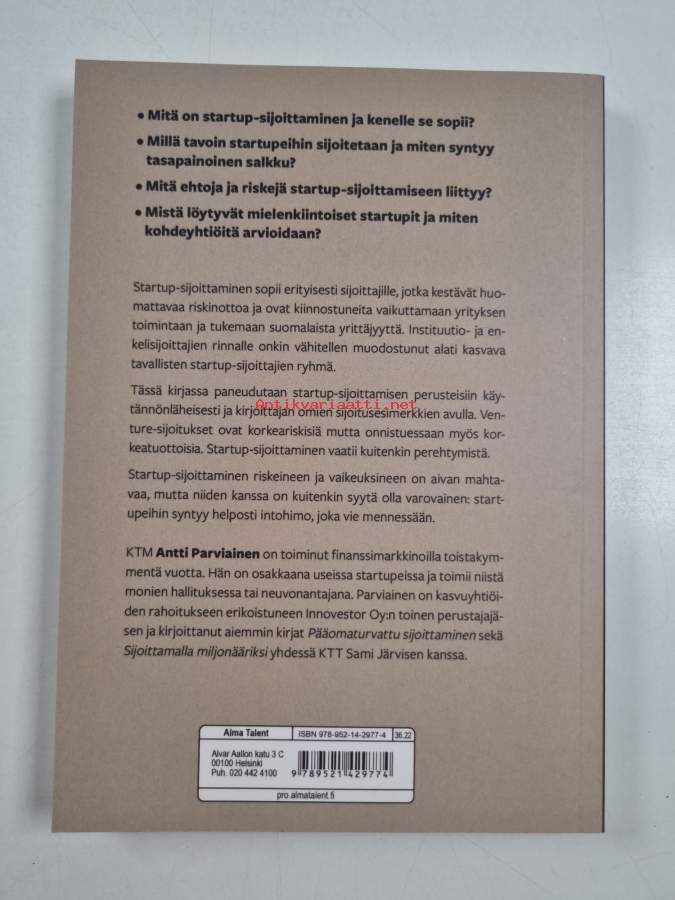 • Mitä on startup-sijoittaminen ja kenelle se sopii?
• Millä tavoin startupeihin sijoitetaan ja miten syntyy
tasapainoinen salkku?
• Mitä ehtoja ja riskejä startup-sijoittamiseen liittyy?
• Mistä löytyvät mielenkiintoiset startupit ja miten
kohdeyhtiöitä arvioidaan?
Startup-sijoittaminen sopii erityisesti sijoittajille, jotka kestävät huo-
mattavaa riskinottoa ja ovat kiinnostuneita vaikuttamaan yrityksen
toimintaan ja tukemaan suomalaista yrittäjyyttä. Instituutio- ja en-
kelisijoittajien rinnalle onkin vähitellen muodostunut alati kasvava
tavallisten startup-sijoittajien ryhmä.
Tässä kirjassa paneudutaan startup-sijoittamisen perusteisiin käy-
Antikvariaatti.net
tännönläheisesti ja kirjoittajan omien sijoitusesimerkkien avulla. Ven-
ture-sijoitukset ovat korkeariskisiä mutta onnistuessaan myös kor-
keatuottoisia. Startup-sijoittaminen vaatii kuitenkin perehtymistä.
Startup-sijoittaminen riskeineen ja vaikeuksineen on aivan mahta-
vaa, mutta niiden kanssa on kuitenkin syytä olla varovainen: start-
upeihin syntyy helposti intohimo, joka vie mennessään.
KTM Antti Parviainen on toiminut finanssimarkkinoilla toistakym-
mentä vuotta. Hän on osakkaana useissa startupeissa ja toimii niistä
monien hallituksessa tai neuvonantajana. Parviainen on kasvuyhtiöi-
den rahoitukseen erikoistuneen Innovestor Oy:n toinen perustajajä-
sen ja kirjoittanut aiemmin kirjat Pääomaturvattu sijoittaminen sekä
Sijoittamalla miljonääriksi yhdessä KTT Sami Järvisen kanssa.
Alma Talent ISBN 978-952-14-2977-4 36.22
Alvar Aallon katu 3 C
00100 Helsinki
Puh. 020 442 4100
9 789521 429774
pro.almatalent.fi